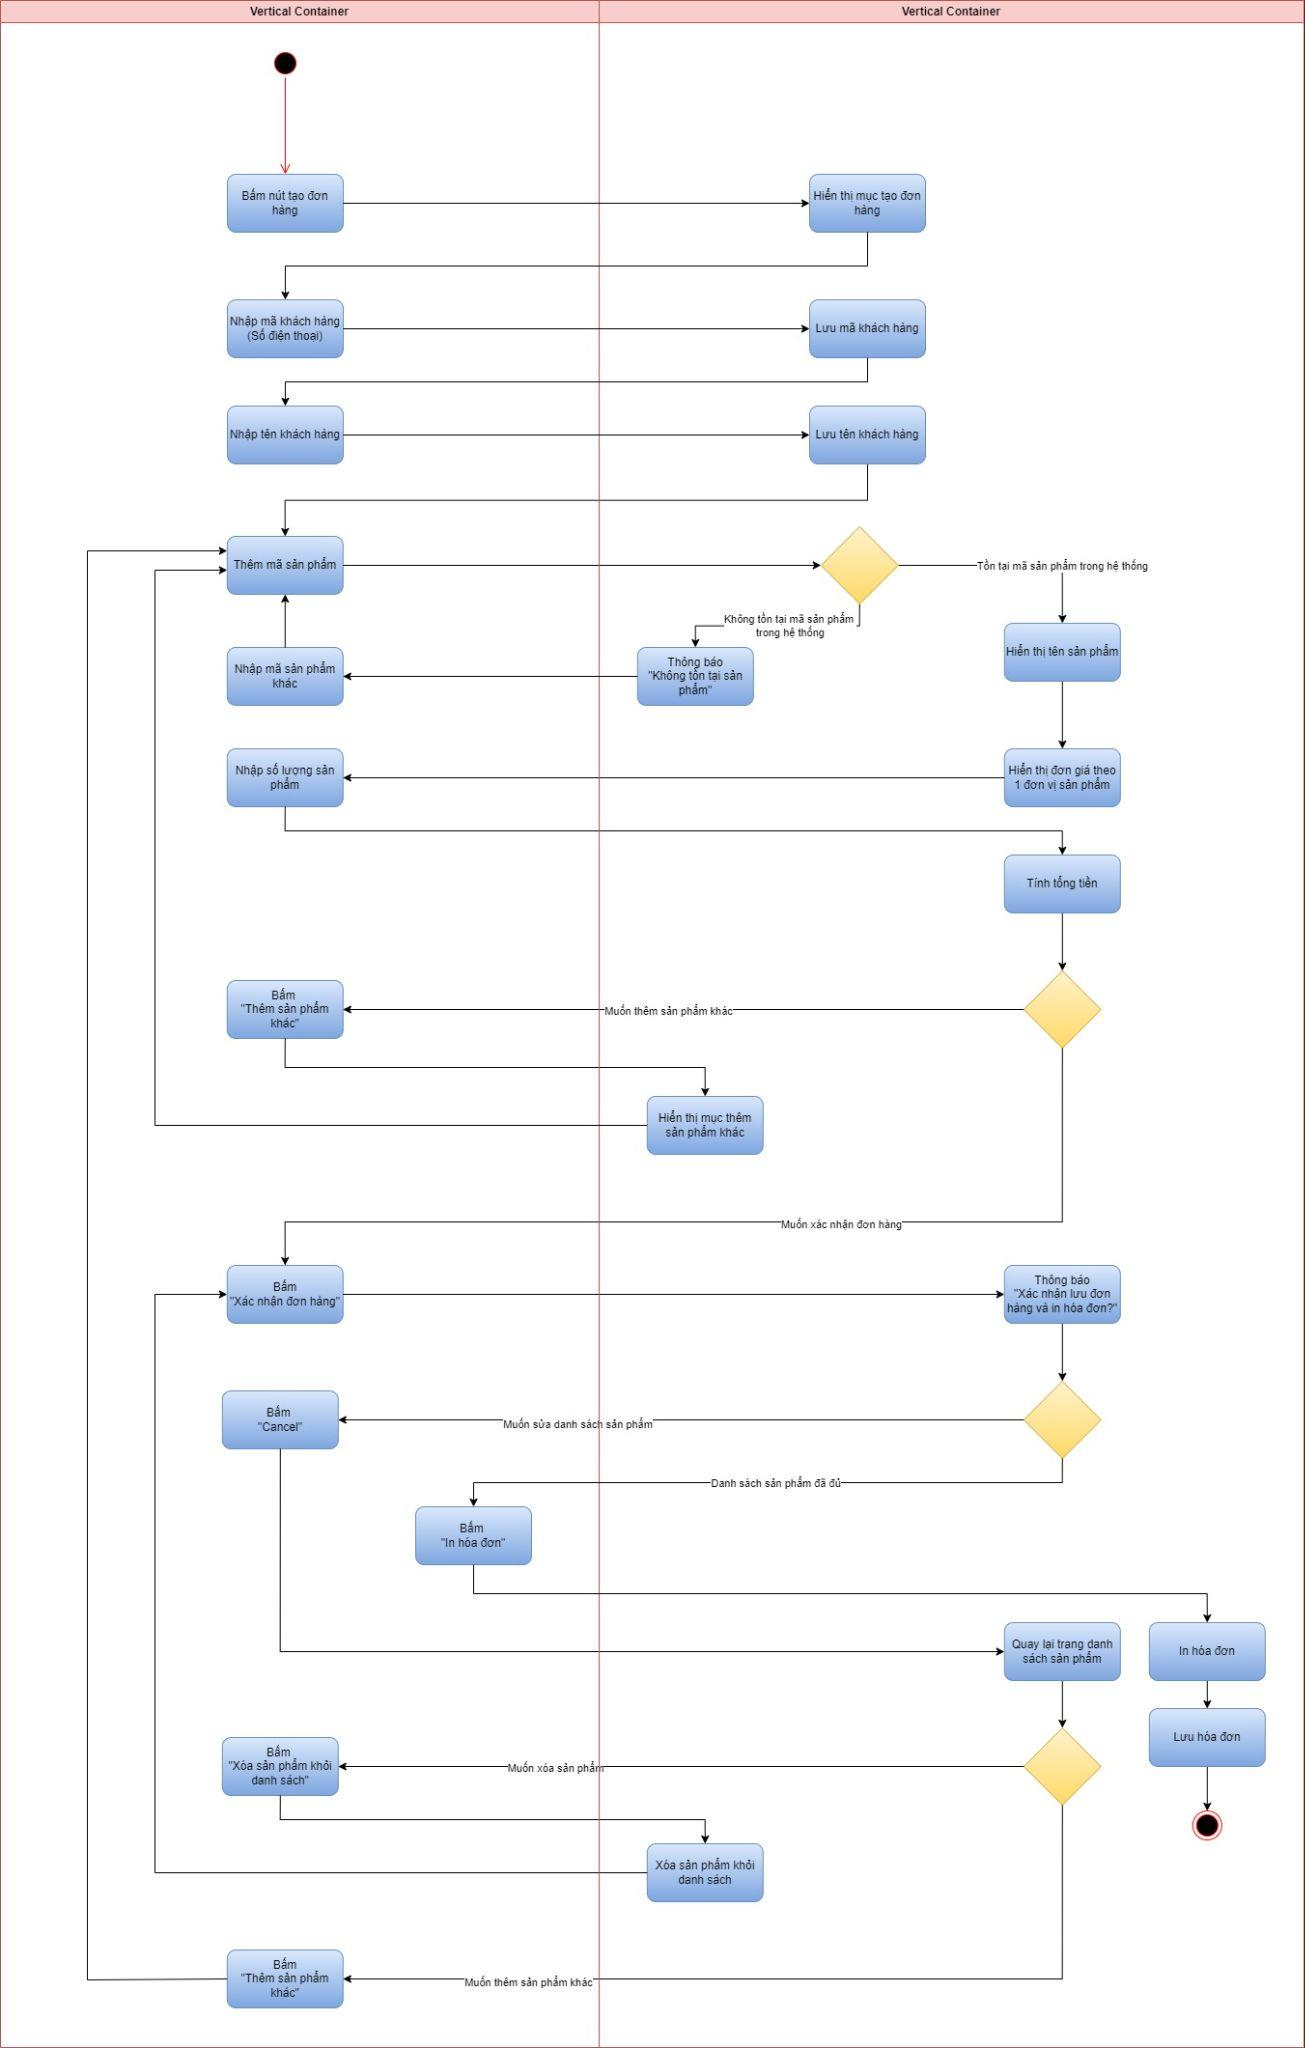 Vertical Container
Vertical Container
Bấm nút tạo đơn
hàng
Hiển thị mục tạo đơn
hàng
Nhập mã khách hàng
(Số điện thoại)
Lưu mã khách hàng
Nhập tên khách hàng
Lưu tên khách hàng
Thêm mã sản phẩm
Tồn tại mã sản phẩm trong hệ thống
Không tồn tại mã sản phẩm
trong hệ thống
Hiển thị tên sản phẩm
Thông báo
"Không tồn tại sản
phẩm"
Nhập mã sản phẩm
khác
Nhập số lượng sản
phẩm
Hiển thị đơn giá theo
1 đơn vị sản phẩm
Tính tổng tiền
Bấm
"Thêm sản phẩm
khác"
Muốn thêm sản phẩm khác
Hiển thị mục thêm
sản phẩm khác
Muốn xác nhận đơn hàng
Bấm
"Xác nhận đơn hàng"
Thông báo
"Xác nhận lưu đơn
hàng và in hóa đơn?"
Bấm
"Cancel"
Muốn sửa danh sách sản phẩm
Danh sách sản phẩm đã đủ
Bấm
"In hóa đơn"
Quay lại trang danh
sách sản phẩm
In hóa đơn
Lưu hóa đơn
Bấm
"Xóa sản phẩm khỏi
danh sách"
Muốn xóa sản phẩm
Xóa sản phẩm khỏi
danh sách
Bấm
"Thêm sản phẩm
khác"
Muốn thêm sản phẩm khác